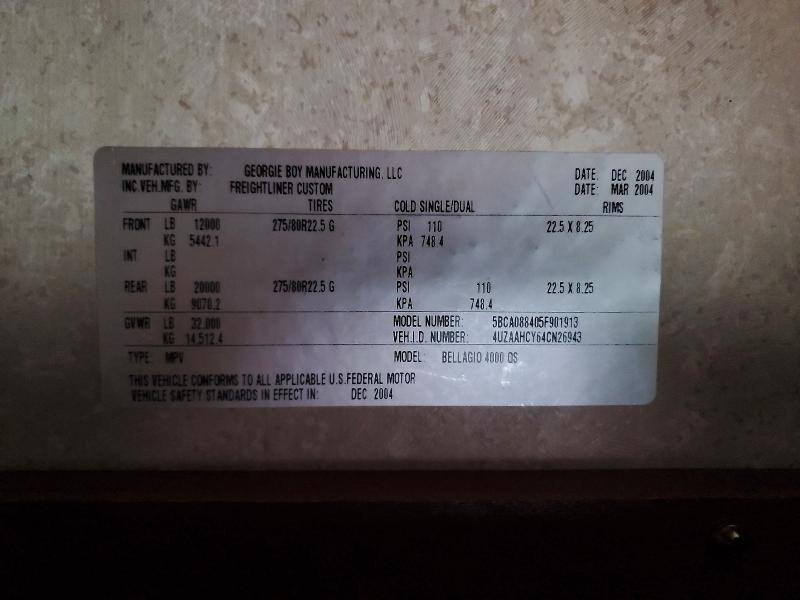 MANUFACTURED BY: GEORGIE BOY MANUFACTURING, LLC DATE: DEC 2004
INC.VEH.MFG. BY: FREIGHTLINER CUSTOM DATE: MAR 2004
GAWR TIRES COLD SINGLE/DUAL RIMS
FRONT LB 12000 275/80R22.5 G PSI 110 22.5 X 8.25
KG 5442.1 KPA 748.4
INT LB PSI
KG KPA
REAR LB 20000 275/80R22.5 G PSI 110 22.5 X 8.25
KG 9070.2 KPA 748.4
GVWR LB 32,000 MODEL NUMBER: 5BCA088405F901913
KG 14,512.4 VEH.I.D. NUMBER: 4UZAAHCY64CN26943
TYPE: MPV MODEL: BELLAGIO 4000 QS
THIS VEHICLE CONFORMS TO ALL APPLICABLE U.S.FEDERAL MOTOR
VEHICLE SAFETY STANDARDS IN EFFECT IN: DEC 2004